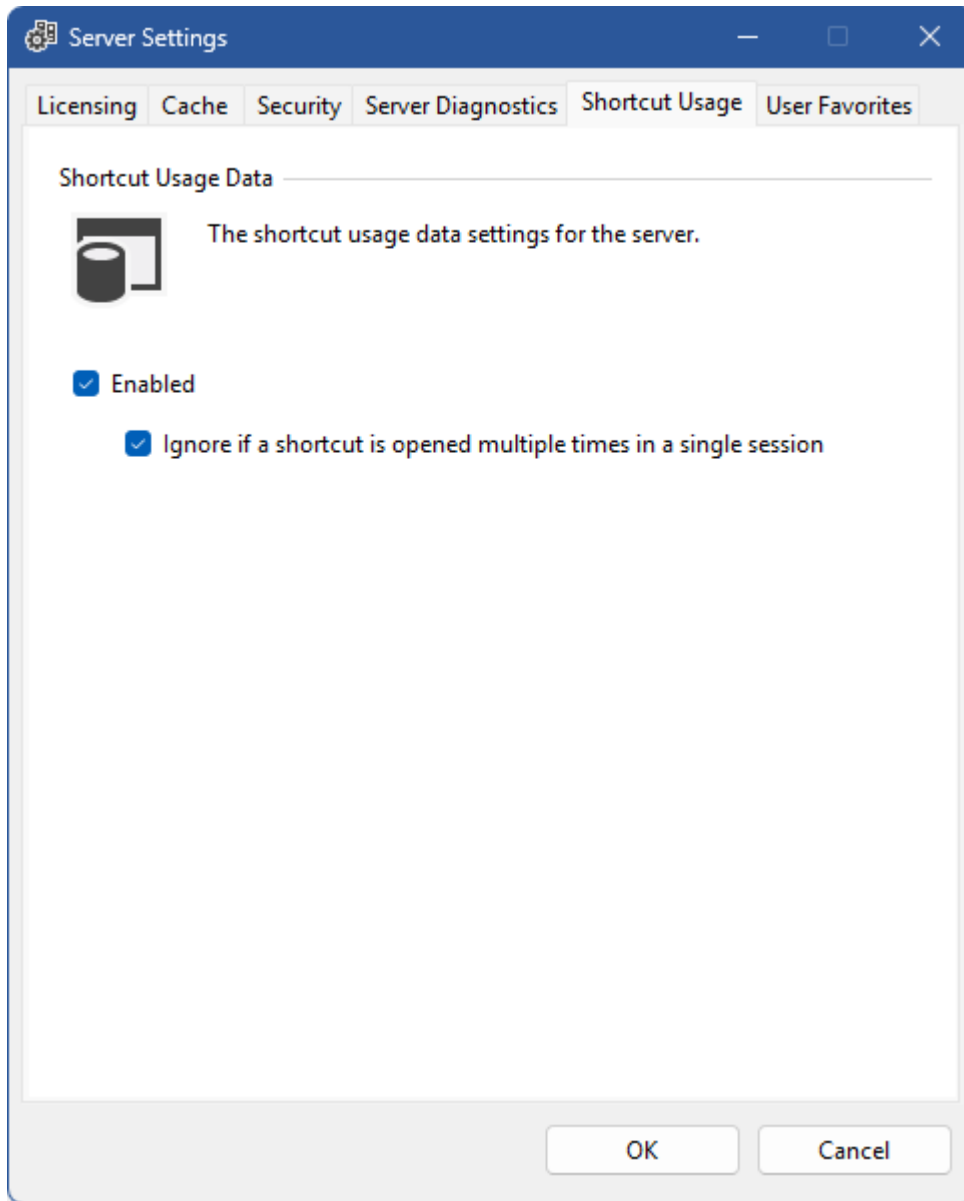 Server Settings
Licensing Cache Security Server Diagnostics Shortcut Usage User Favorites
Shortcut Usage Data
The shortcut usage data settings for the server.
Enabled
Ignore if a shortcut is opened multiple times in a single session
OK Cancel